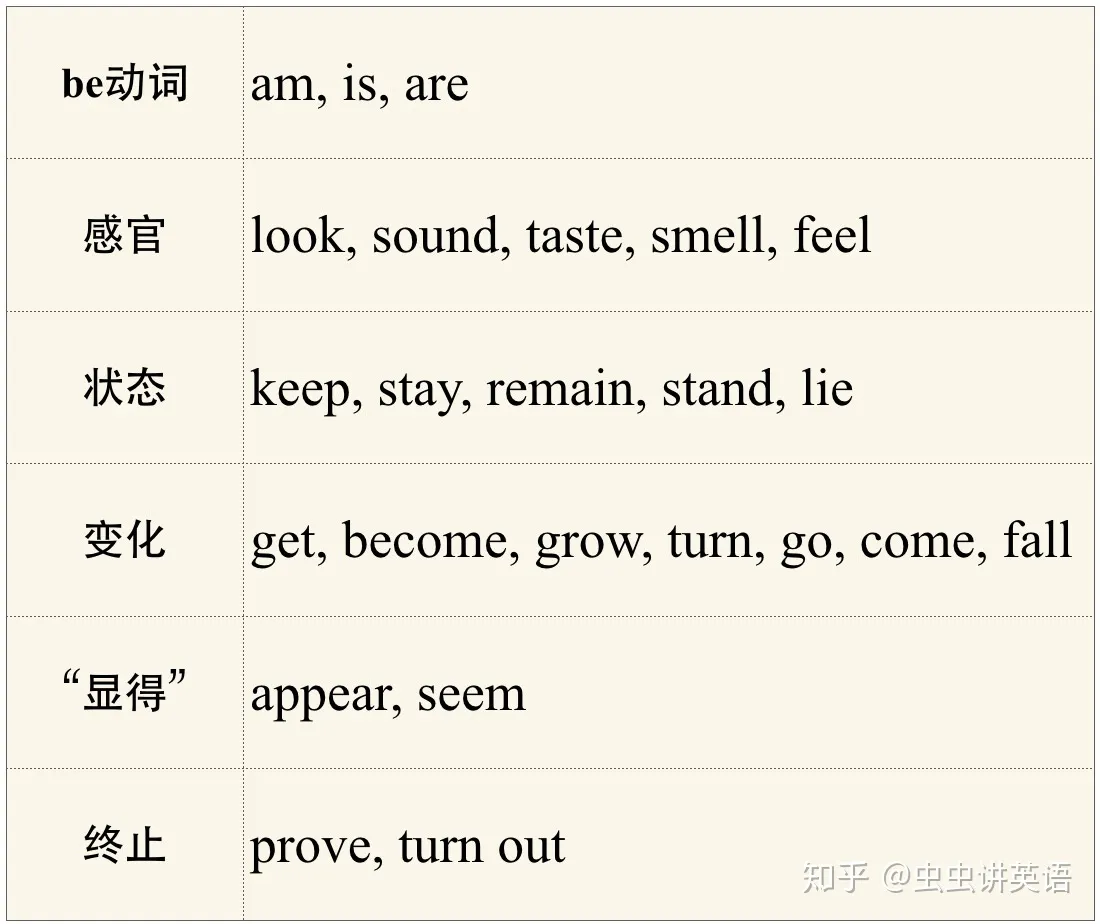 be动词 am, is, are
感官 look, sound, taste, smell, feel
状态 keep, stay, remain, stand, lie
变化 get, become, grow, turn, go, come, fall
“显得” appear, seem
终止 prove, turn out
知乎 @虫虫讲英语